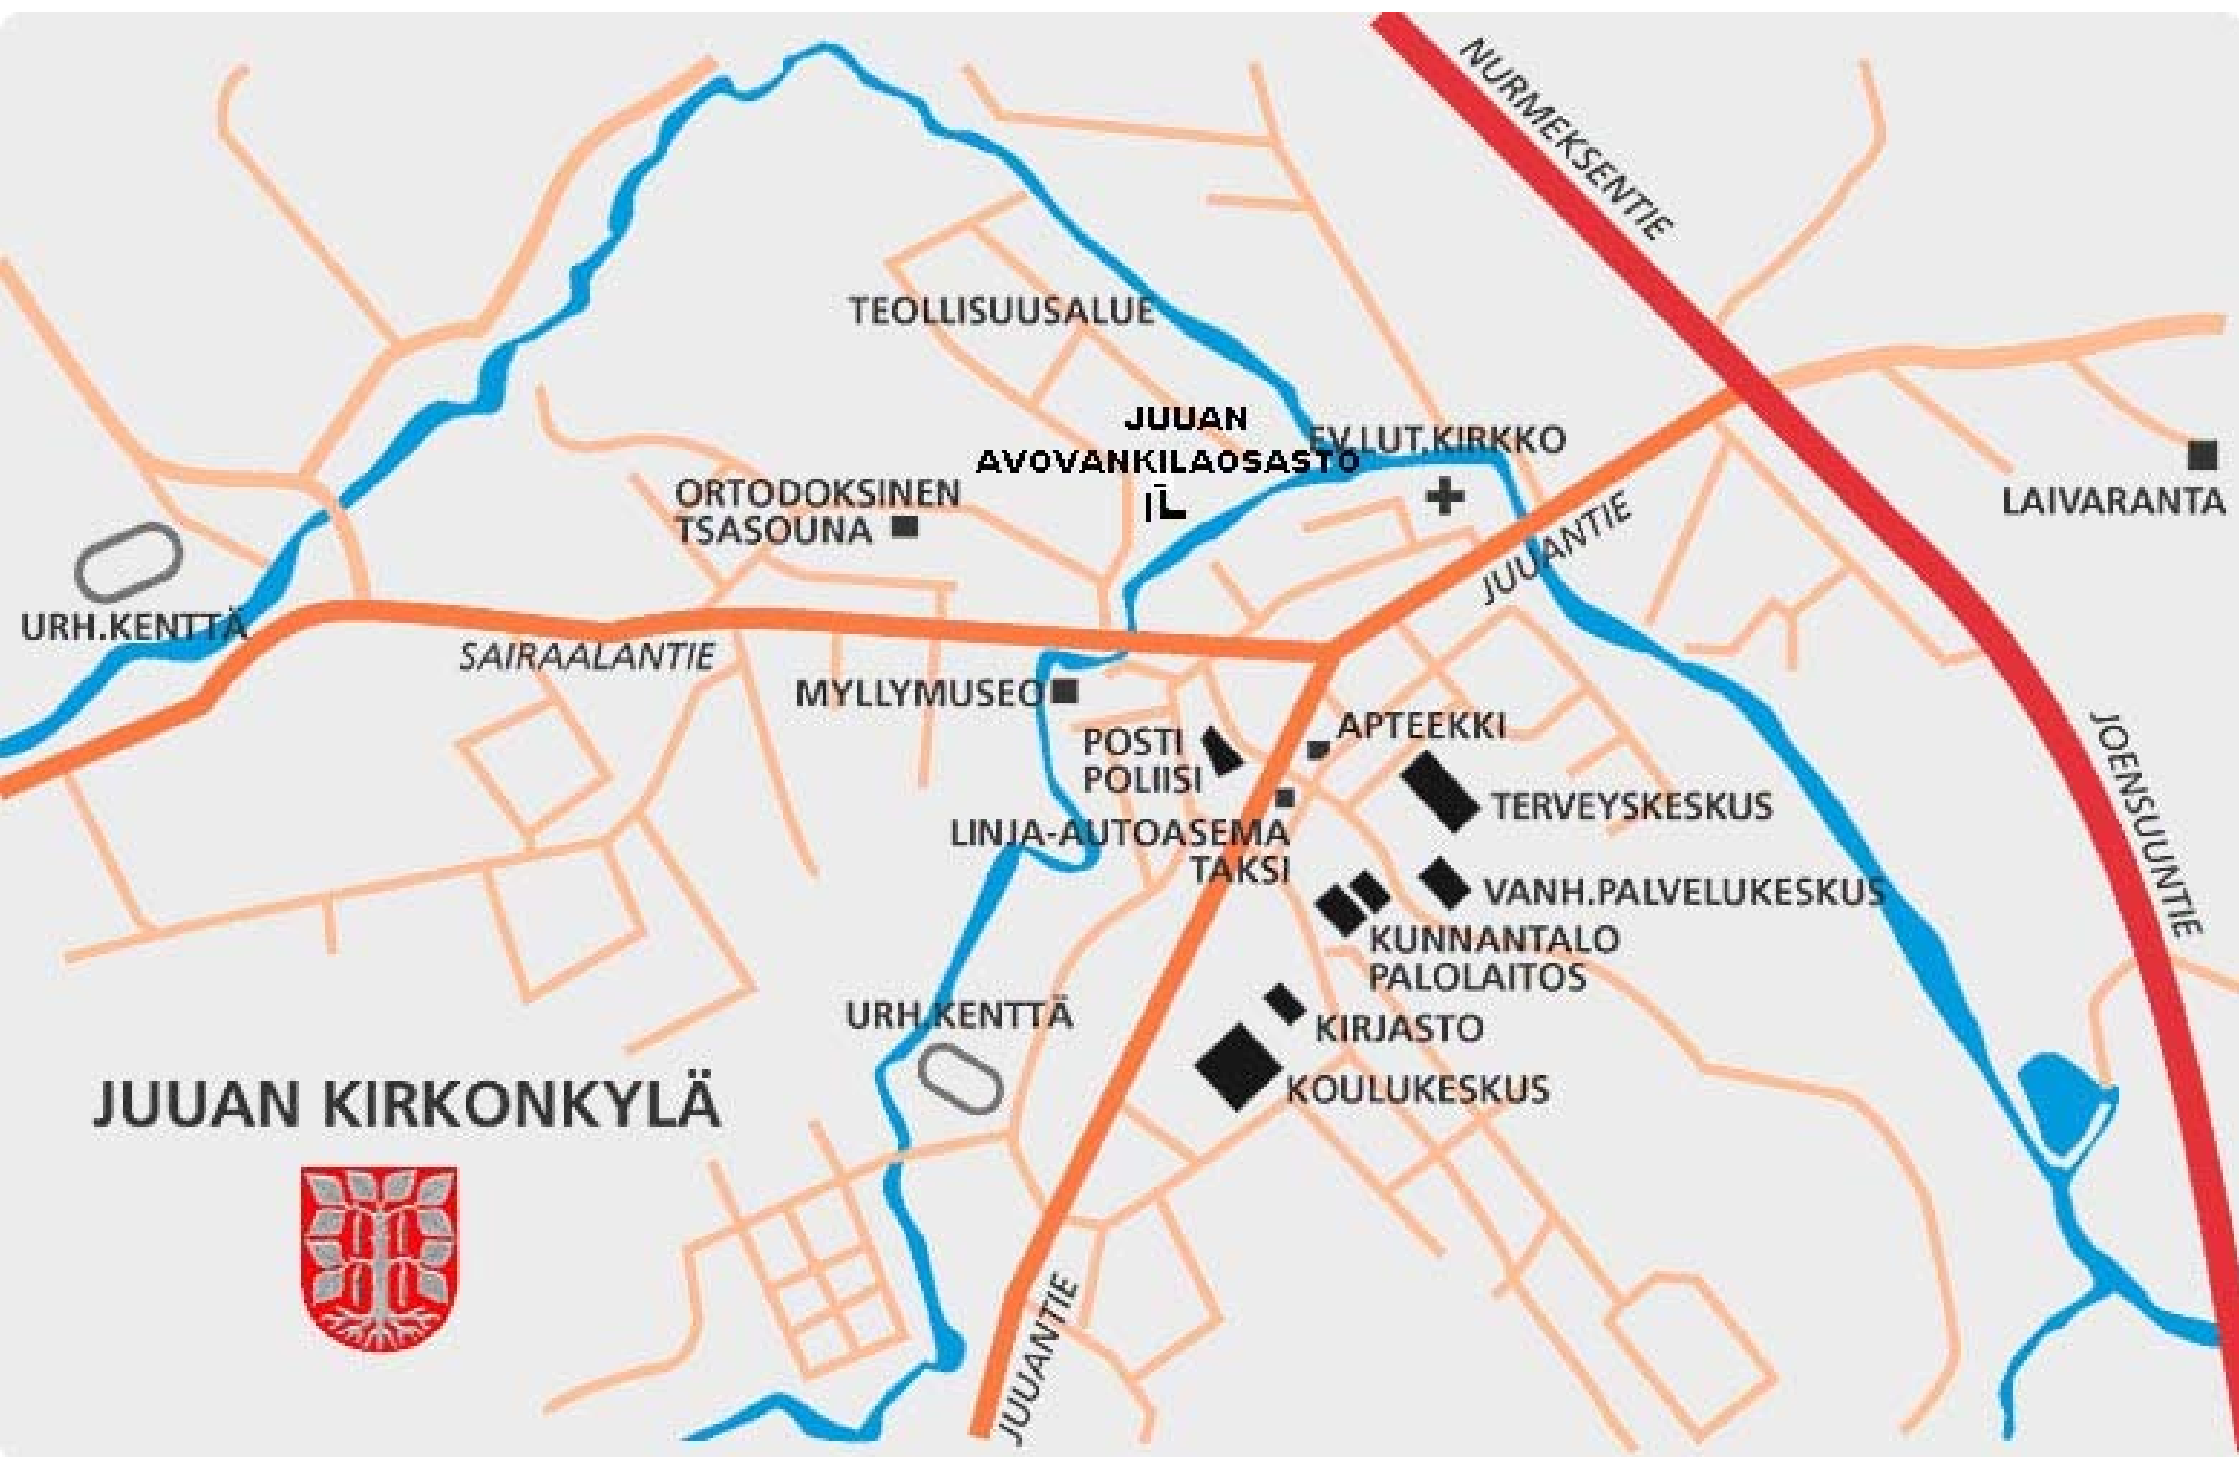 NURMEKSENTIE
TEOLLISUUSALUE
JUUAN
AVOVANKILAOSASTO
EV.LUT.KIRKKO
ORTODOKSINEN
TSASOUNA
LAIVARANTA
JUUANTIE
URH.KENTTÄ
SAIRAALANTIE
MYLLYMUSEO
POSTI
POLIISI
APTEEKKI
JOENSUUNTIE
TERVEYSKESKUS
LINJA-AUTOASEMA
TAKSI
VANH.PALVELUKESKUS
KUNNANTALO
PALOLAITOS
URH.KENTTÄ
KIRJASTO
KOULUKESKUS
JUUAN KIRKONKYLÄ
JUUANTIE